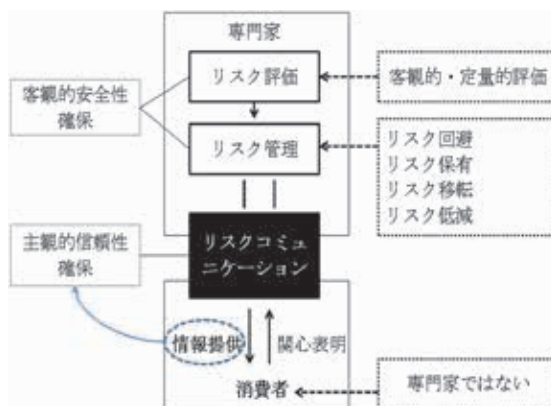 専門家
リスク評価
客観的・定量的評価
客観的安全性
確保
リスク管理
リスク回避
リスク保有
リスク移転
リスク低減
主観的信頼性
確保
リスクコミュ
ニケーション
情報提供
関心表明
消費者
専門家ではない